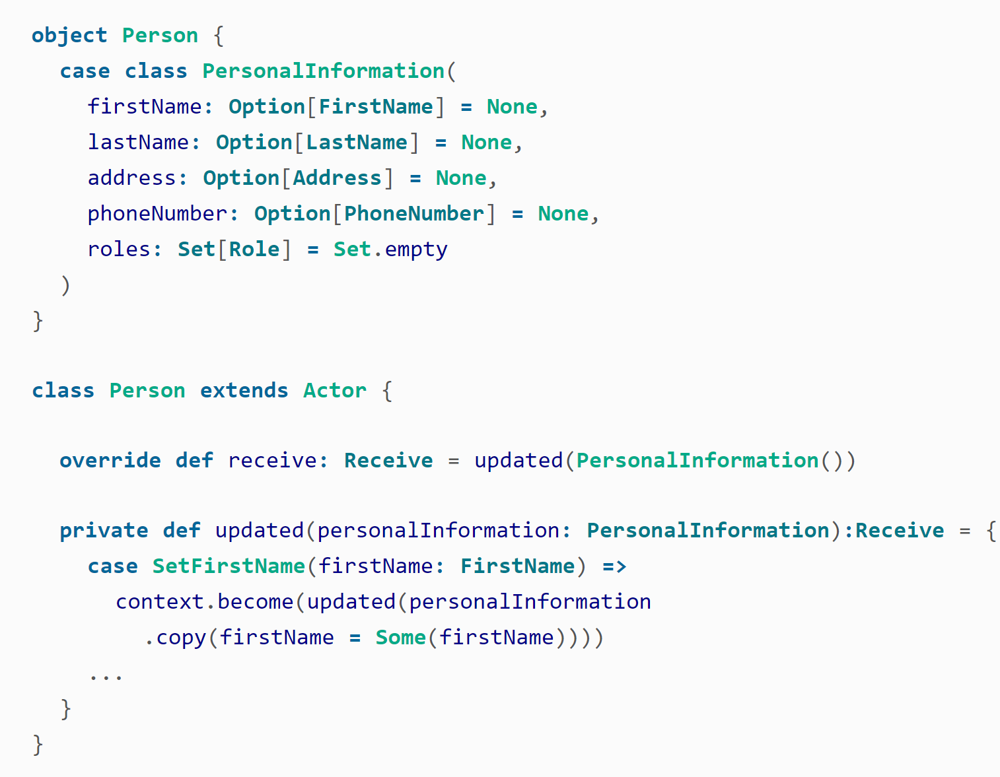 object Person {
  case class PersonalInformation(
    firstName: Option[FirstName] = None,
    lastName: Option[LastName] = None,
    address: Option[Address] = None,
    phoneNumber: Option[PhoneNumber] = None,
    roles: Set[Role] = Set.empty
  )
}

class Person extends Actor {

  override def receive: Receive = updated(PersonalInformation())

  private def updated(personalInformation: PersonalInformation):Receive = {
    case SetFirstName(firstName: FirstName) =>
      context.become(updated(personalInformation
        .copy(firstName = Some(firstName))))
    ...
  }
}